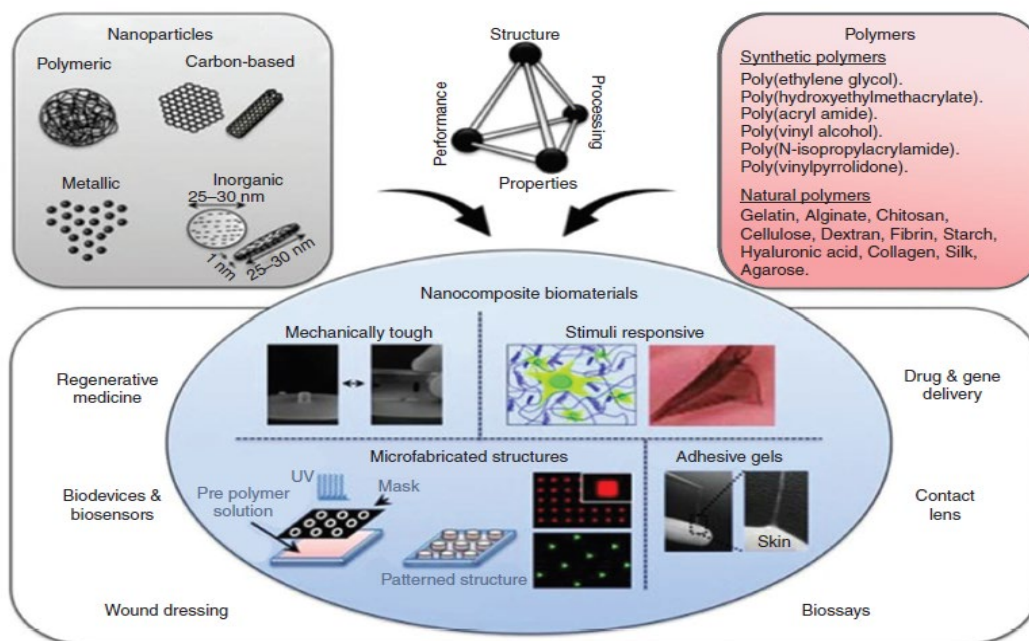 Nanoparticles
Polymeric
Carbon-based
Metallic
Inorganic
25–30 nm
1 nm
25–30 nm
Structure
Performance
Processing
Properties
Polymers
Synthetic polymers
Poly(ethylene glycol).
Poly(hydroxyethylmethacrylate).
Poly(acryl amide).
Poly(vinyl alcohol).
Poly(N-isopropylacrylamide).
Poly(vinylpyrrolidone).
Natural polymers
Gelatin, Alginate, Chitosan,
Cellulose, Dextran, Fibrin, Starch,
Hyaluronic acid, Collagen, Silk,
Agarose.
Nanocomposite biomaterials
Mechanically tough
Stimuli responsive
Microfabricated structures
UV
Mask
Pre polymer
solution
Patterned structure
Adhesive gels
Skin
Regenerative
medicine
Biodevices &
biosensors
Wound dressing
Drug & gene
delivery
Contact
lens
Biossays